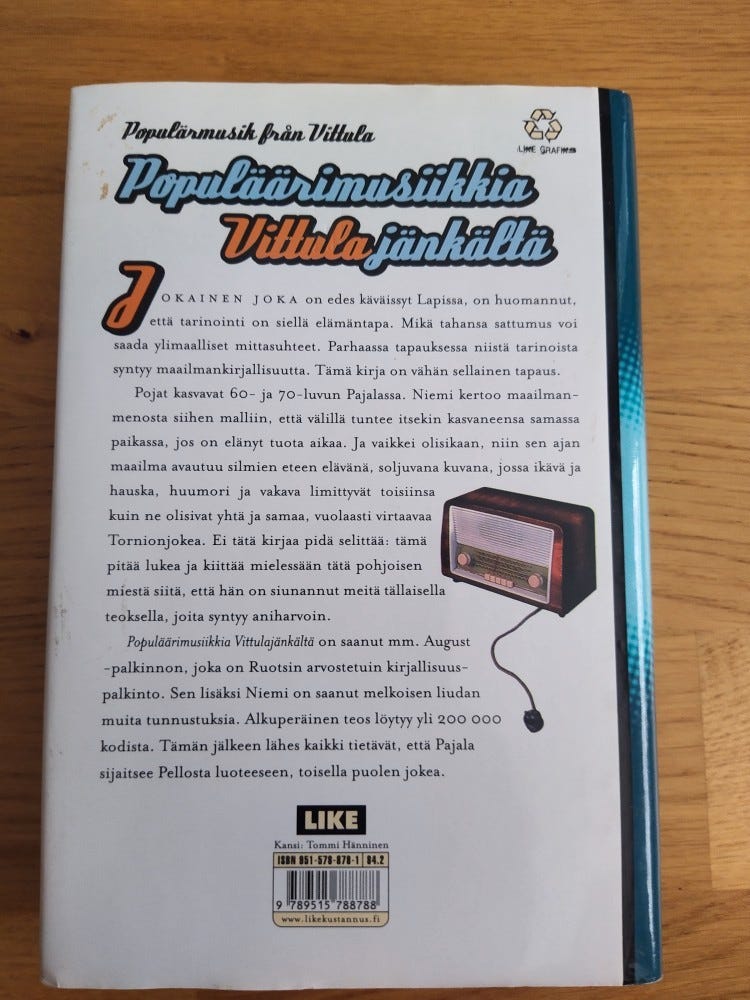 Populärmusik från Vittula
LIKE GRAFIIKKA
Populäärimusiikkia
Vittulajänkältä
JOKAINEN JOKA on edes käväissyt Lapissa, on huomannut,
että tarinointi on siellä elämäntapa. Mikä tahansa sattumus voi
saada ylimaalliset mittasuhteet. Parhaassa tapauksessa niistä tarinoista
syntyy maailmankirjallisuutta. Tämä kirja on vähän sellainen tapaus.
Pojat kasvavat 60- ja 70-luvun Pajalassa. Niemi kertoo maailman-
menosta siihen malliin, että välillä tuntee itsekin kasvaneensa samassa
paikassa, jos on elänyt tuota aikaa. Ja vaikkei olisikaan, niin sen ajan
maailma avautuu silmien eteen elävänä, soljuvana kuvana, jossa ikävä ja
hauska, huumori ja vakava limittyvät toisiinsa
kuin ne olisivat yhtä ja samaa, vuolaasti virtaavaa
Tornionjokea. Ei tätä kirjaa pidä selittää: tämä
pitää lukea ja kiittää mielessään tätä pohjoisen
miestä siitä, että hän on siunannut meitä tällaisella
teoksella, joita syntyy aniharvoin.
Populäärimusiikkia Vittulajänkältä on saanut mm. August
-palkinnon, joka on Ruotsin arvostetuin kirjallisuus-
palkinto. Sen lisäksi Niemi on saanut melkoisen liudan
muita tunnustuksia. Alkuperäinen teos löytyy yli 200 000
kodista. Tämän jälkeen lähes kaikki tietävät, että Pajala
sijaitsee Pellosta luoteeseen, toisella puolen jokea.
LIKE
Kansi: Tommi Hänninen
ISBN 951-578-878-1 84.2
9 789515 788788
www.likekustannus.fi